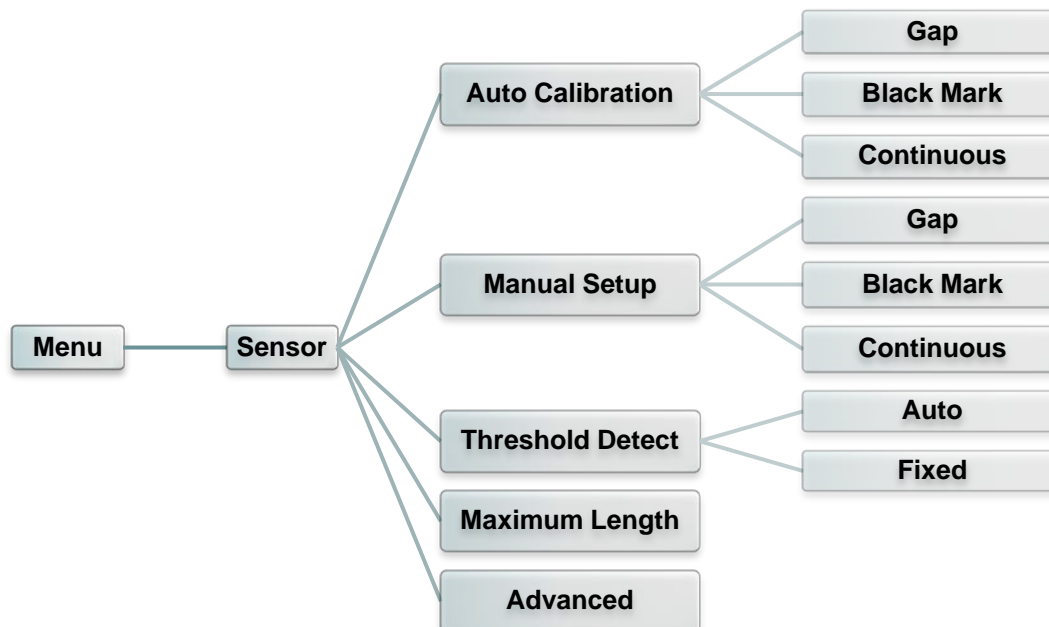 Menu
Sensor
Auto Calibration
Gap
Black Mark
Continuous
Manual Setup
Gap
Black Mark
Continuous
Threshold Detect
Auto
Fixed
Maximum Length
Advanced